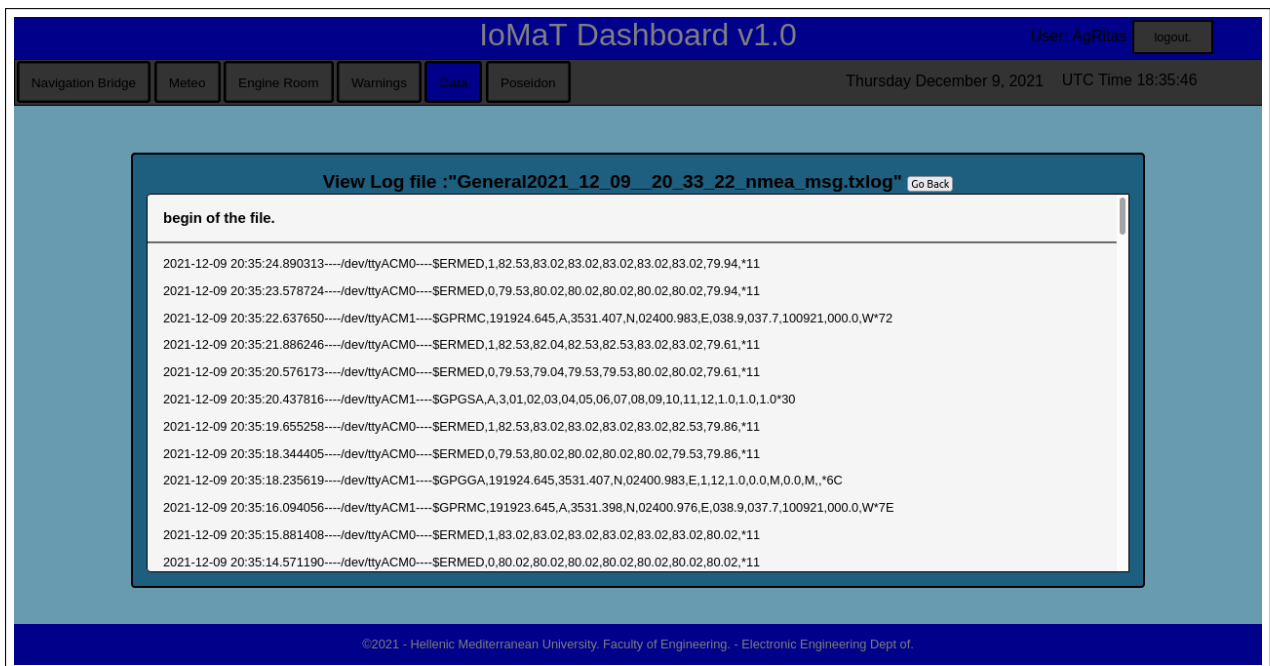 IoMaT Dashboard v1.0
User: AgRitas logout.
Navigation Bridge Meteo Engine Room Warnings Data Poseidon Thursday December 9, 2021 UTC Time 18:35:46
View Log file :"General2021_12_09__20_33_22_nmea_msg.txlog" Go Back
begin of the file.
2021-12-09 20:35:24.890313----/dev/ttyACM0----$ERMED,1,82.53,83.02,83.02,83.02,83.02,79.94,*11
2021-12-09 20:35:23.578724----/dev/ttyACM0----$ERMED,0,79.53,80.02,80.02,80.02,80.02,79.94,*11
2021-12-09 20:35:22.637650----/dev/ttyACM1----$GPRMC,191924.645,A,3531.407,N,02400.983,E,038.9,037.7,100921,000.0,W*72
2021-12-09 20:35:21.886246----/dev/ttyACM0----$ERMED,1,82.53,82.04,82.53,82.53,83.02,83.02,79.61,*11
2021-12-09 20:35:20.576173----/dev/ttyACM0----$ERMED,0,79.53,79.04,79.53,79.53,80.02,80.02,79.61,*11
2021-12-09 20:35:20.437816----/dev/ttyACM1----$GPGSA,A,3,01,02,03,04,05,06,07,08,09,10,11,12,1.0,1.0,1.0*30
2021-12-09 20:35:19.655258----/dev/ttyACM0----$ERMED,1,82.53,83.02,83.02,83.02,83.02,82.53,79.86,*11
2021-12-09 20:35:18.344405----/dev/ttyACM0----$ERMED,0,79.53,80.02,80.02,80.02,80.02,79.53,79.86,*11
2021-12-09 20:35:18.235619----/dev/ttyACM1----$GPGGA,191924.645,3531.407,N,02400.983,E,1,12,1.0,0.0,M,0.0,M,,*6C
2021-12-09 20:35:16.094056----/dev/ttyACM1----$GPRMC,191923.645,A,3531.398,N,02400.976,E,038.9,037.7,100921,000.0,W*7E
2021-12-09 20:35:15.881408----/dev/ttyACM0----$ERMED,1,83.02,83.02,83.02,83.02,83.02,83.02,80.02,*11
2021-12-09 20:35:14.571190----/dev/ttyACM0----$ERMED,0,80.02,80.02,80.02,80.02,80.02,80.02,80.02,*11
©2021 - Hellenic Mediterranean University. Faculty of Engineering. - Electronic Engineering Dept of.